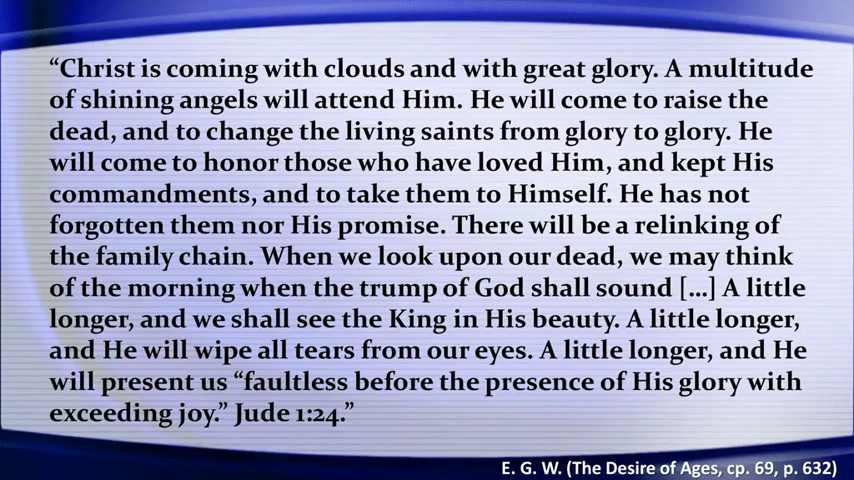 “Christ is coming with clouds and with great glory. A multitude
of shining angels will attend Him. He will come to raise the
dead, and to change the living saints from glory to glory. He
will come to honor those who have loved Him, and kept His
commandments, and to take them to Himself. He has not
forgotten them nor His promise. There will be a relinking of
the family chain. When we look upon our dead, we may think
of the morning when the trump of God shall sound […] A little
longer, and we shall see the King in His beauty. A little longer,
and He will wipe all tears from our eyes. A little longer, and He
will present us “faultless before the presence of His glory with
exceeding joy.” Jude 1:24.”
E. G. W. (The Desire of Ages, cp. 69, p. 632)